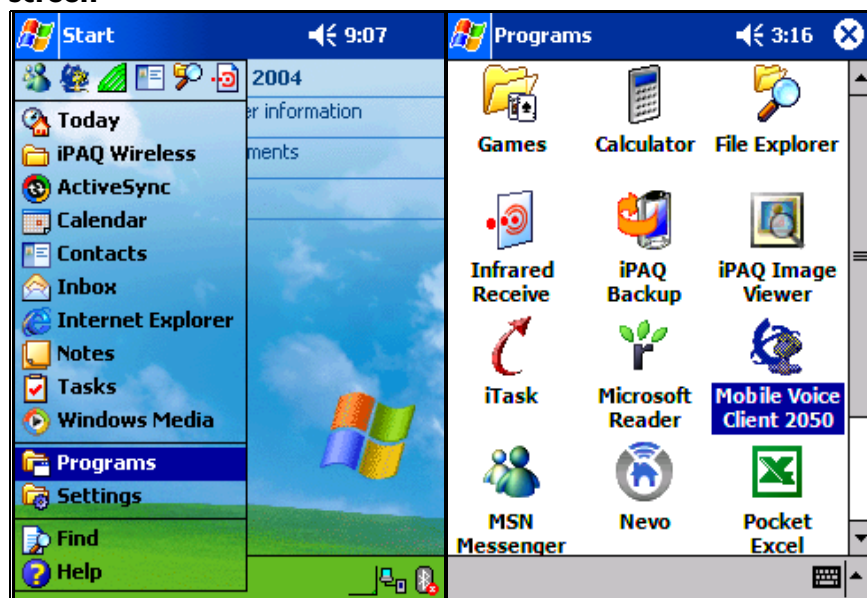 Start 9:07
2004
er information
ments
Today
iPAQ Wireless
ActiveSync
Calendar
Contacts
Inbox
Internet Explorer
Notes
Tasks
Windows Media
Programs
Settings
Find
Help
Programs 3:16
Games Calculator File Explorer
Infrared iPAQ iPAQ Image
Receive Backup Viewer
iTask Microsoft Mobile Voice
Reader Client 2050
MSN Nevo Pocket
Messenger Excel